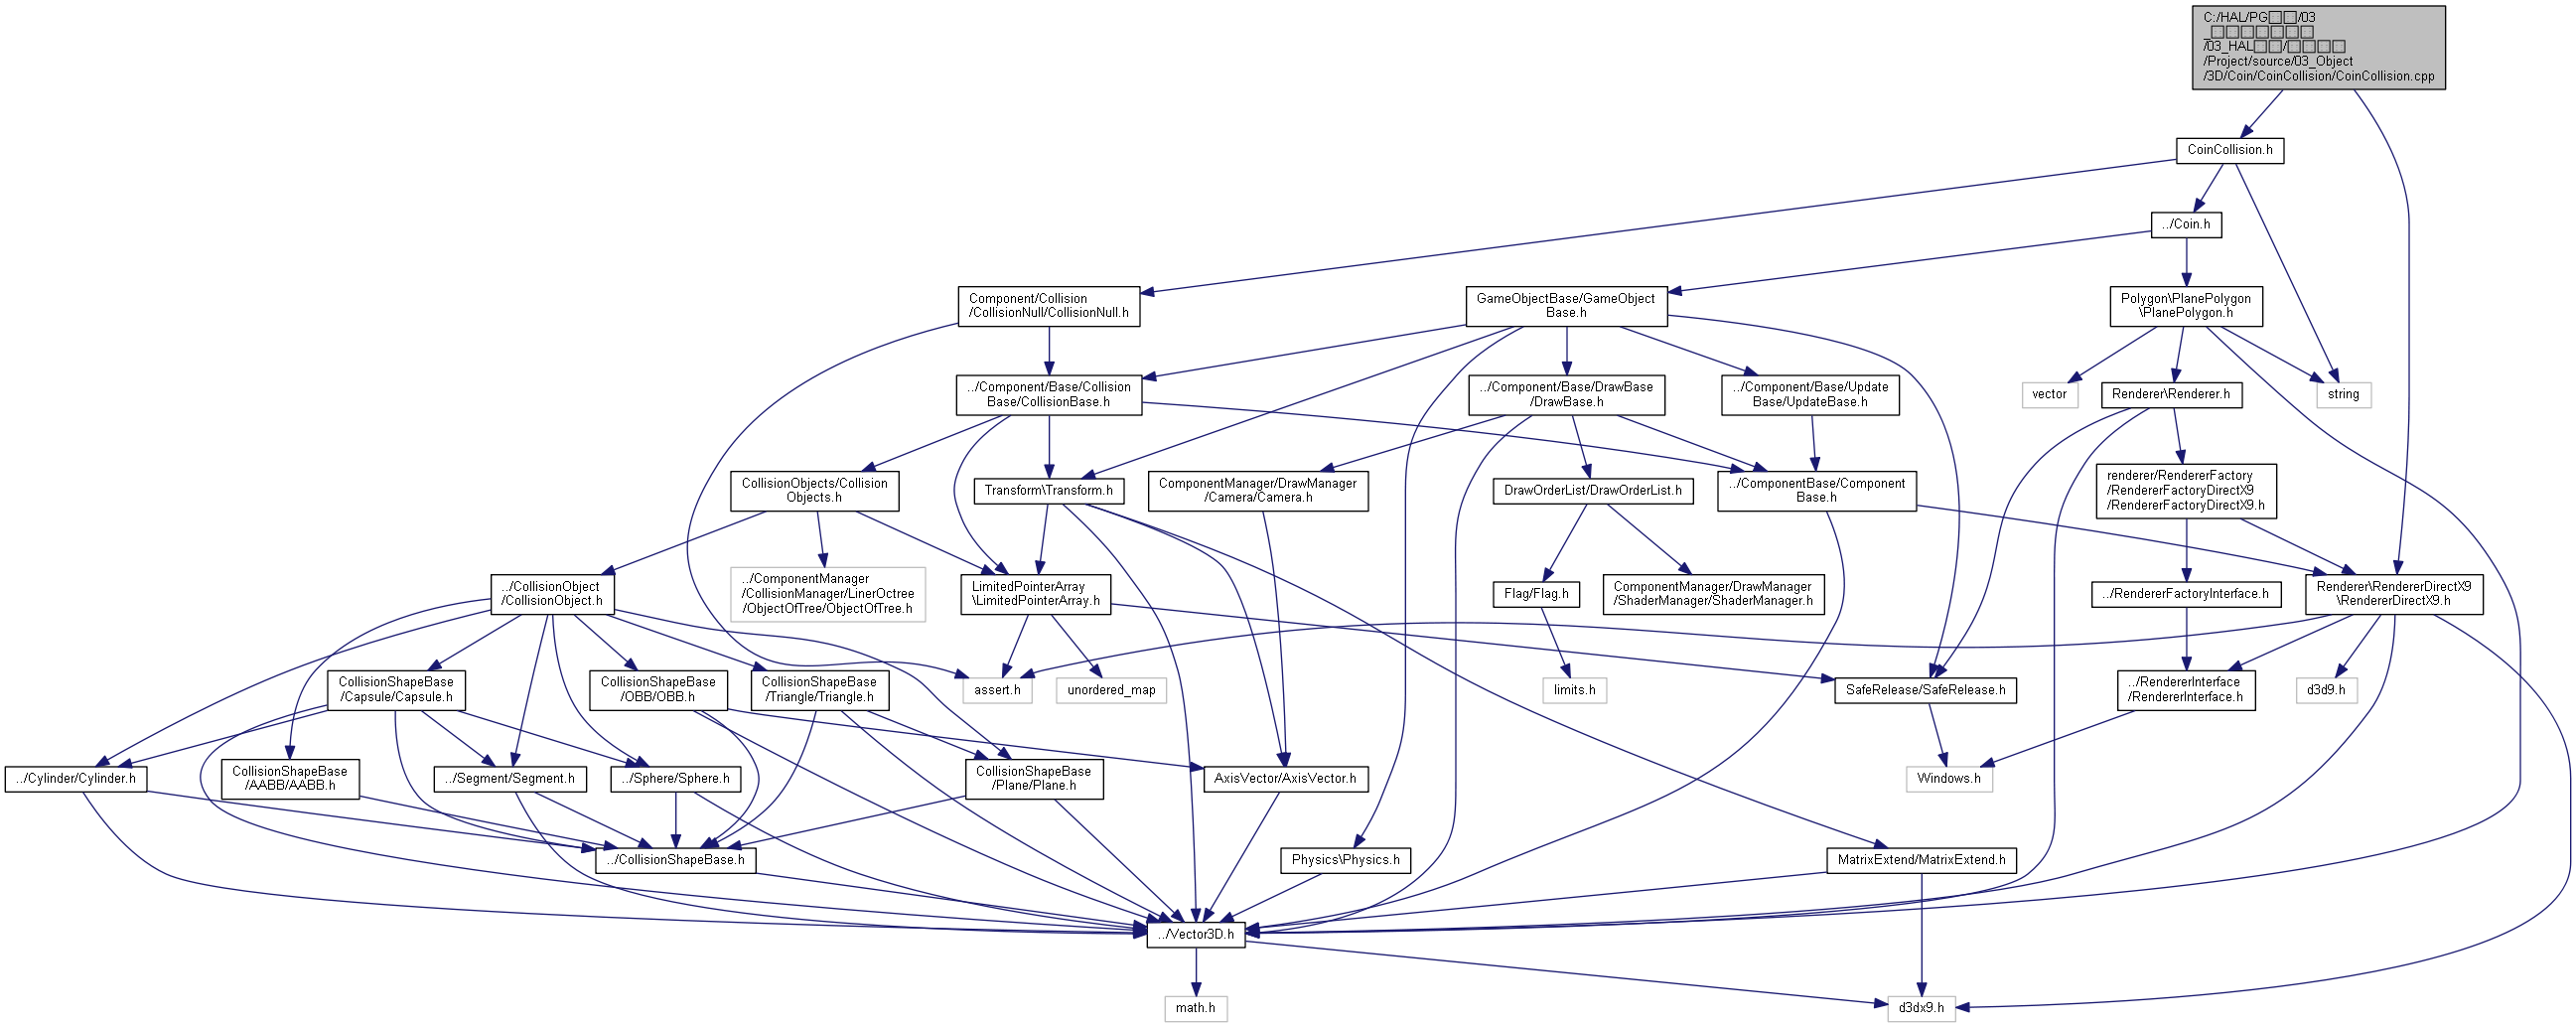 C:/HAL/PG□□/03
_□□□□□□□
/03_HAL□□/□□□□
/Project/source/03_Object
/3D/Coin/CoinCollision/CoinCollision.cpp
CoinCollision.h
../Coin.h
Component/Collision
/CollisionNull/CollisionNull.h
GameObjectBase/GameObject
Base.h
Polygon\PlanePolygon
\PlanePolygon.h
../Component/Base/Collision
Base/CollisionBase.h
../Component/Base/DrawBase
/DrawBase.h
../Component/Base/Update
Base/UpdateBase.h
vector
Renderer\Renderer.h
string
CollisionObjects/Collision
Objects.h
Transform\Transform.h
ComponentManager/DrawManager
/Camera/Camera.h
DrawOrderList/DrawOrderList.h
../ComponentBase/Component
Base.h
renderer/RendererFactory
/RendererFactoryDirectX9
/RendererFactoryDirectX9.h
../CollisionObject
/CollisionObject.h
../ComponentManager
/CollisionManager/LinerOctree
/ObjectOfTree/ObjectOfTree.h
LimitedPointerArray
\LimitedPointerArray.h
Flag/Flag.h
ComponentManager/DrawManager
/ShaderManager/ShaderManager.h
../RendererFactoryInterface.h
Renderer\RendererDirectX9
\RendererDirectX9.h
CollisionShapeBase
/Capsule/Capsule.h
CollisionShapeBase
/OBB/OBB.h
CollisionShapeBase
/Triangle/Triangle.h
assert.h
unordered_map
limits.h
SafeRelease/SafeRelease.h
../RendererInterface
/RendererInterface.h
d3d9.h
../Cylinder/Cylinder.h
CollisionShapeBase
/AABB/AABB.h
../Segment/Segment.h
../Sphere/Sphere.h
CollisionShapeBase
/Plane/Plane.h
AxisVector/AxisVector.h
Windows.h
../CollisionShapeBase.h
Physics\Physics.h
MatrixExtend/MatrixExtend.h
../Vector3D.h
math.h
d3dx9.h